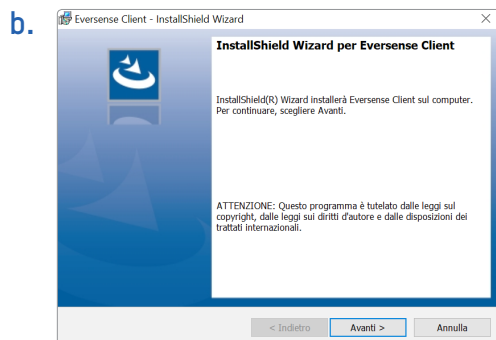 b.
Eversense Client - InstallShield Wizard
InstallShield Wizard per Eversense Client
InstallShield(R) Wizard installerà Eversense Client sul computer.
Per continuare, scegliere Avanti.
ATTENZIONE: Questo programma è tutelato dalle leggi sul
copyright, dalle leggi sui diritti d'autore e dalle disposizioni dei
trattati internazionali.
< Indietro Avanti > Annulla